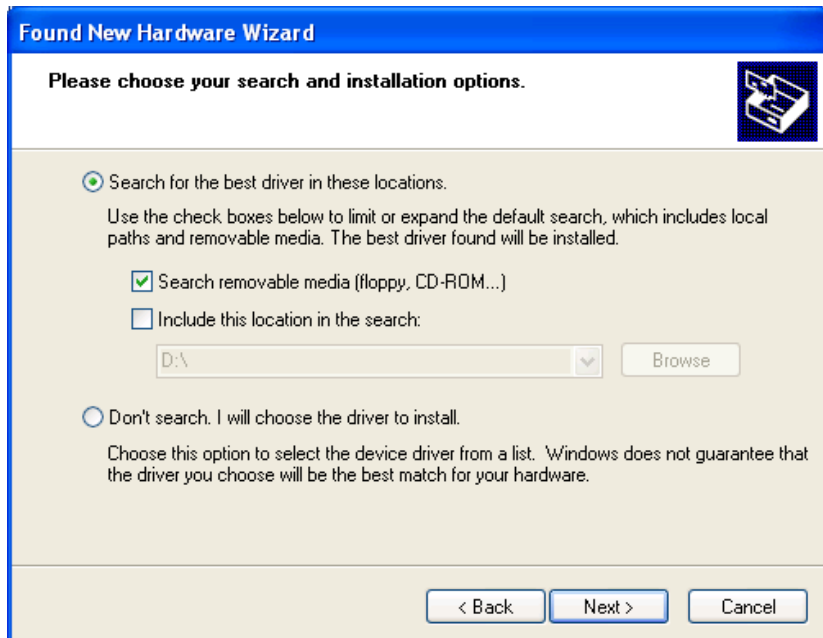 Found New Hardware Wizard
Please choose your search and installation options.
Search for the best driver in these locations.
Use the check boxes below to limit or expand the default search, which includes local
paths and removable media. The best driver found will be installed.
Search removable media (floppy, CD-ROM...)
Include this location in the search:
D:\
Browse
Don't search. I will choose the driver to install.
Choose this option to select the device driver from a list. Windows does not guarantee that
the driver you choose will be the best match for your hardware.
< Back
Next >
Cancel